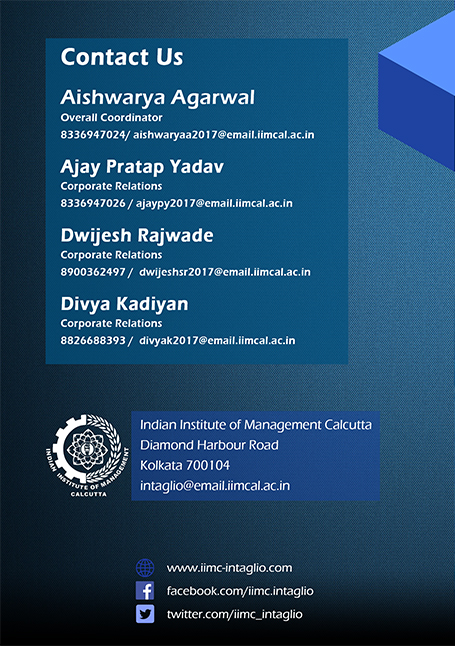 Contact Us
Aishwarya Agarwal
Overall Coordinator
8336947024/ aishwaryaa2017@email.iimcal.ac.in
Ajay Pratap Yadav
Corporate Relations
8336947026 / ajaypy2017@email.iimcal.ac.in
Dwijesh Rajwade
Corporate Relations
8900362497 / dwijeshsr2017@email.iimcal.ac.in
Divya Kadiyan
Corporate Relations
8826688393 / divyak2017@email.iimcal.ac.in
INDIAN INSTITUTE OF MANAGEMENT
CALCUTTA
Indian Institute of Management Calcutta
Diamond Harbour Road
Kolkata 700104
intaglio@email.iimcal.ac.in
www.iimc-intaglio.com
facebook.com/iimc.intaglio
twitter.com/iimc_intaglio